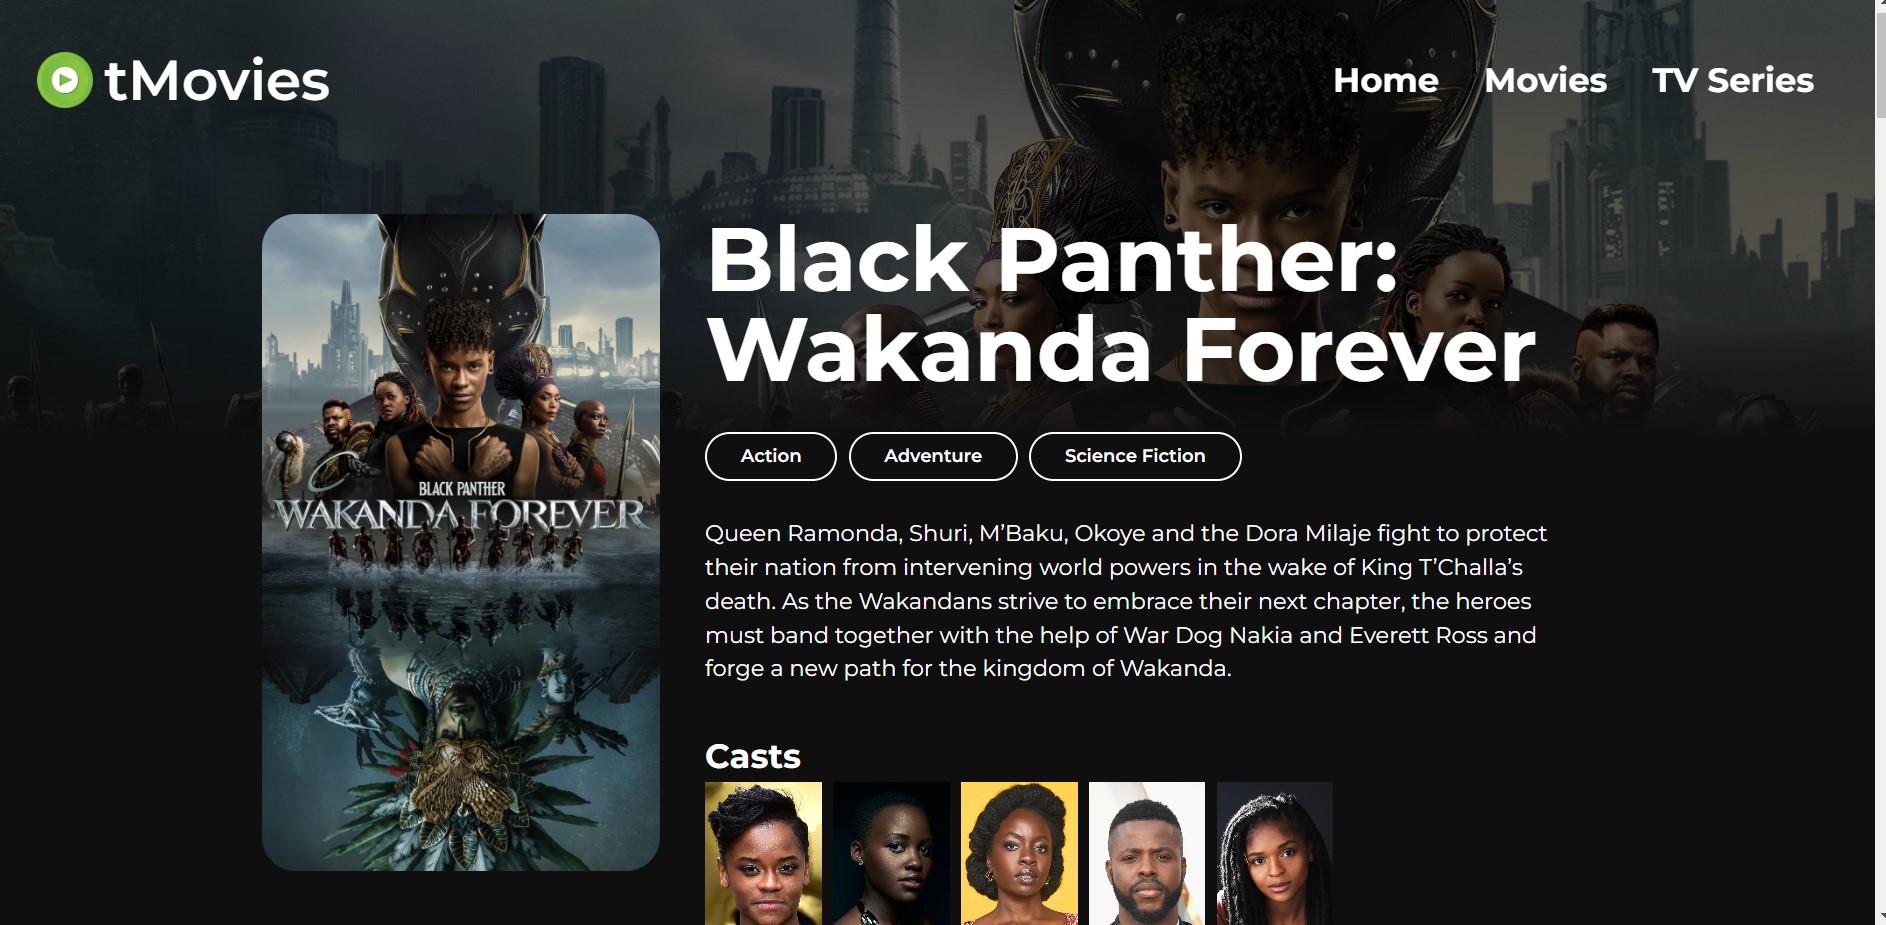 tMovies
Home
Movies
TV Series
Black Panther:
Wakanda Forever
Action
Adventure
Science Fiction
Queen Ramonda, Shuri, M’Baku, Okoye and the Dora Milaje fight to protect
their nation from intervening world powers in the wake of King T’Challa’s
death. As the Wakandans strive to embrace their next chapter, the heroes
must band together with the help of War Dog Nakia and Everett Ross and
forge a new path for the kingdom of Wakanda.
Casts
BLACK PANTHER
WAKANDA FOREVER